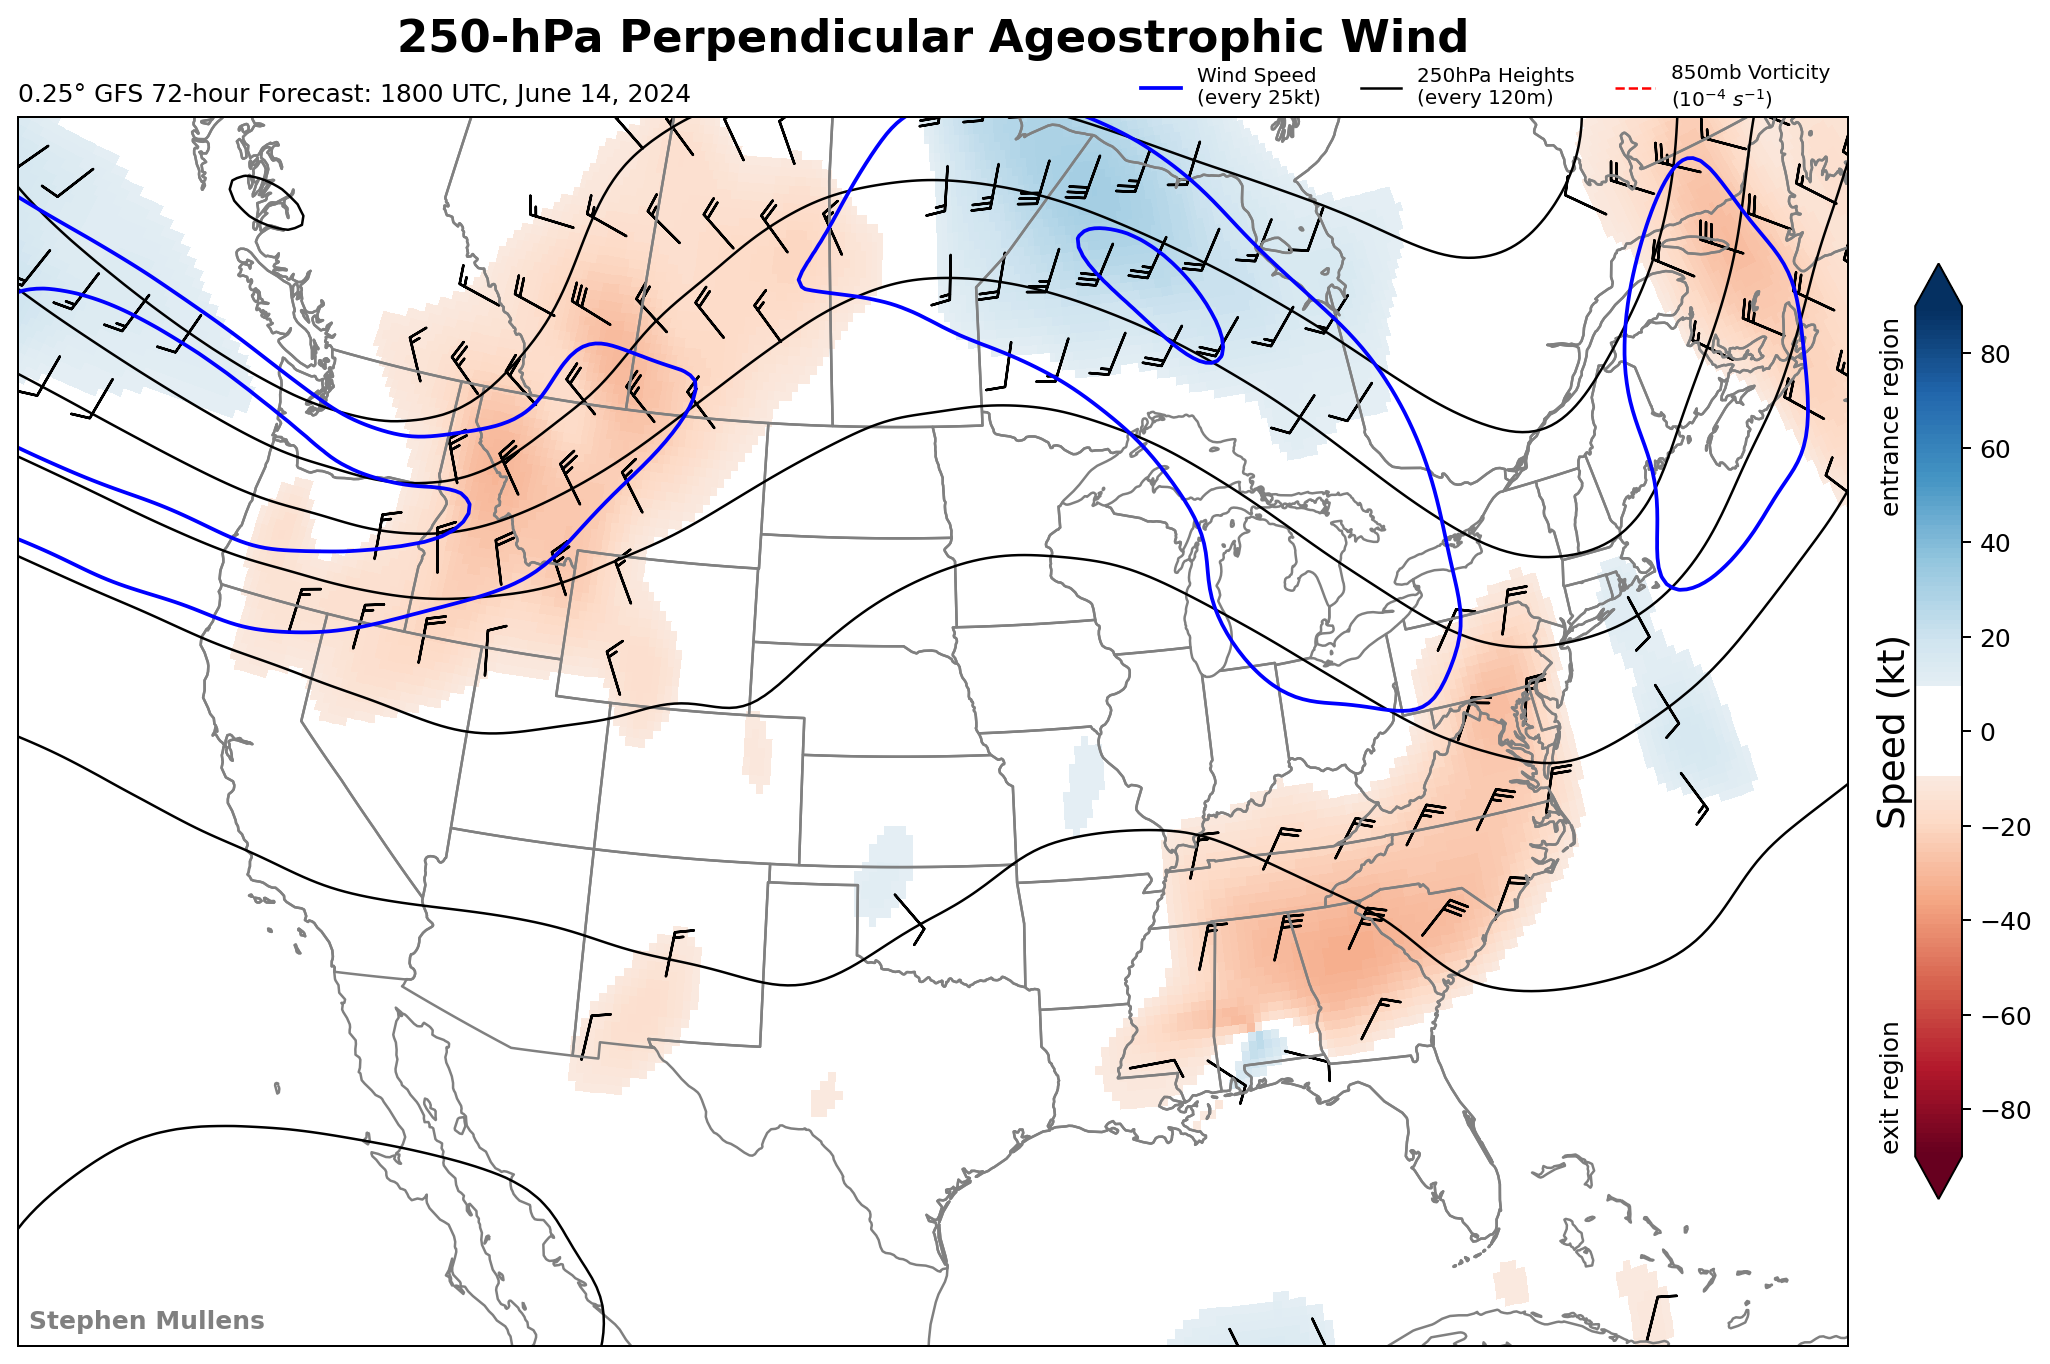 250-hPa Perpendicular Ageostrophic Wind
0.25° GFS 72-hour Forecast: 1800 UTC, June 14, 2024
Wind Speed
(every 25kt)
250hPa Heights
(every 120m)
850mb Vorticity
(10⁻⁴ s⁻¹)
entrance region
Speed (kt)
exit region
80
60
40
20
0
−20
−40
−60
−80
Stephen Mullens